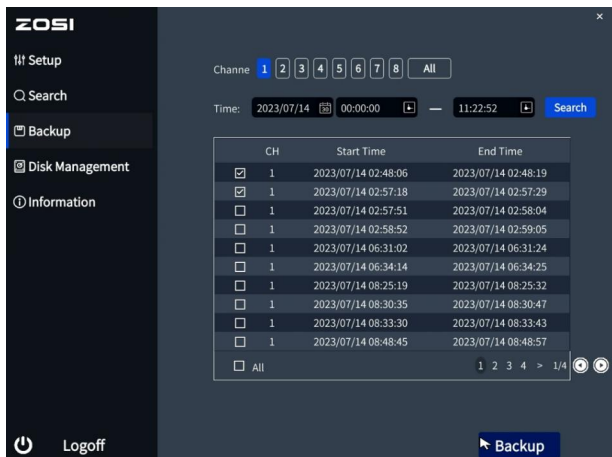 ZOSI
Setup
Search
Backup
Disk Management
Information
Logoff
×
Channe 1 2 3 4 5 6 7 8 All
Time: 2023/07/14 30 00:00:00 — 11:22:52 Search
CH Start Time End Time
1 2023/07/14 02:48:06 2023/07/14 02:48:19
1 2023/07/14 02:57:18 2023/07/14 02:57:29
1 2023/07/14 02:57:51 2023/07/14 02:58:04
1 2023/07/14 02:58:52 2023/07/14 02:59:05
1 2023/07/14 06:31:02 2023/07/14 06:31:24
1 2023/07/14 06:34:14 2023/07/14 06:34:25
1 2023/07/14 08:25:19 2023/07/14 08:25:32
1 2023/07/14 08:30:35 2023/07/14 08:30:47
1 2023/07/14 08:33:30 2023/07/14 08:33:43
1 2023/07/14 08:48:45 2023/07/14 08:48:57
All 1 2 3 4 > 1/4
Backup